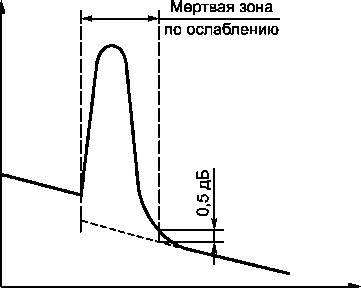 Мертвая зона
по ослаблению
0,5 дБ